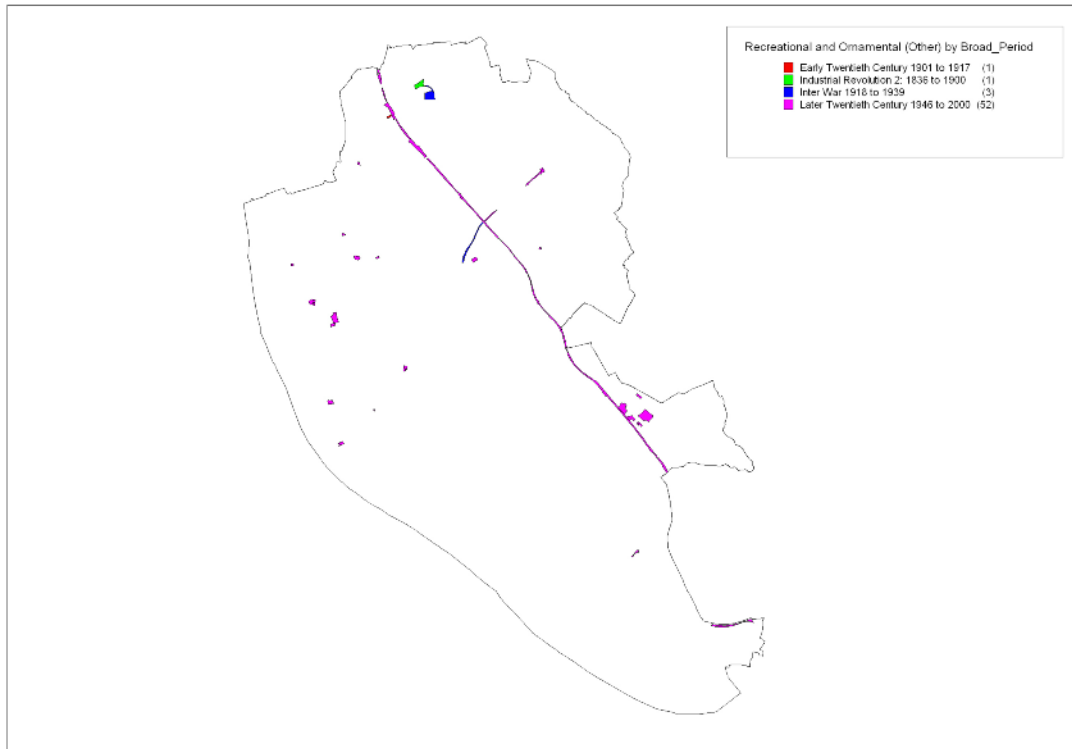 Recreational and Ornamental (Other) by Broad_Period
Early Twentieth Century 1901 to 1917 (1)
Industrial Revolution 2: 1836 to 1900 (1)
Inter War 1918 to 1939 (3)
Later Twentieth Century 1946 to 2000 (52)